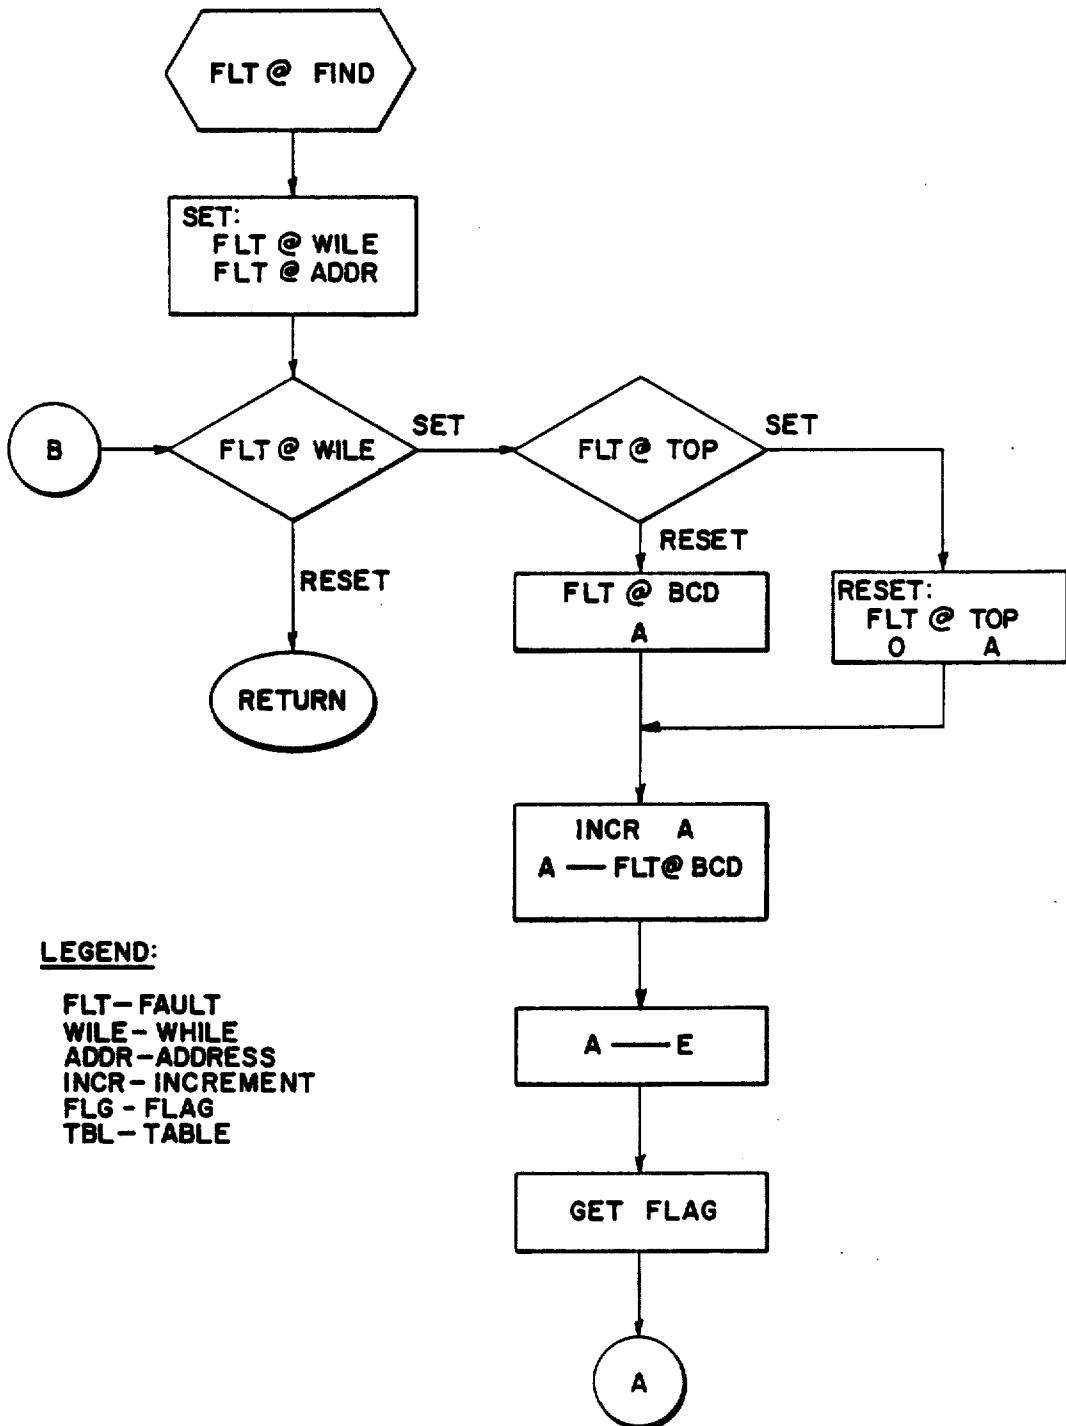 FLT @ FIND
SET:
FLT @ WILE
FLT @ ADDR
B
FLT @ WILE
SET
FLT @ TOP
SET
RESET
RESET
FLT @ BCD
A
RESET:
FLT @ TOP
O A
RETURN
INCR A
A — FLT@ BCD
A — E
GET FLAG
A
LEGEND:
FLT – FAULT
WILE – WHILE
ADDR – ADDRESS
INCR – INCREMENT
FLG – FLAG
TBL – TABLE